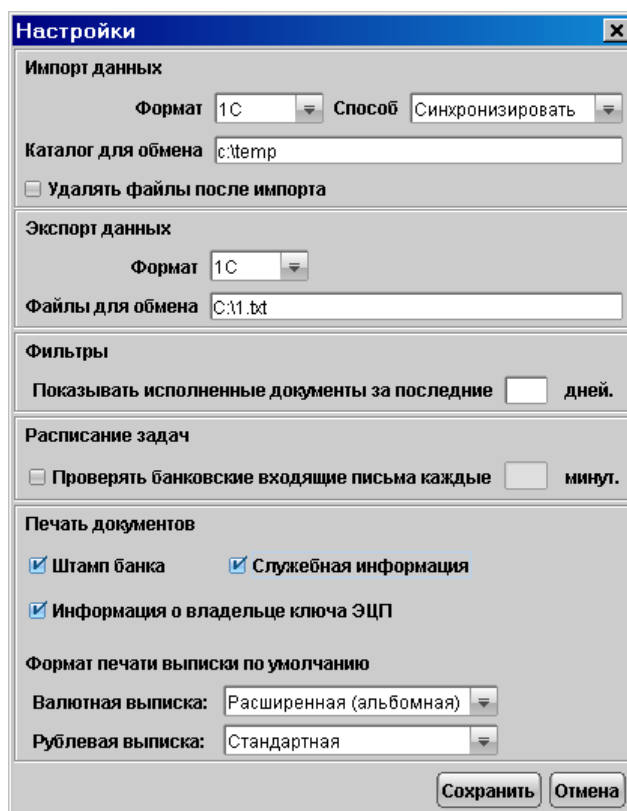 Настройки
Импорт данных
Формат 1С Способ Синхронизировать
Каталог для обмена c:\temp
Удалять файлы после импорта
Экспорт данных
Формат 1С
Файлы для обмена C:\1.txt
Фильтры
Показывать исполненные документы за последние дней.
Расписание задач
Проверять банковские входящие письма каждые минут.
Печать документов
Штамп банка Служебная информация
Информация о владельце ключа ЭЦП
Формат печати выписки по умолчанию
Валютная выписка: Расширенная (альбомная)
Рублевая выписка: Стандартная
Сохранить Отмена